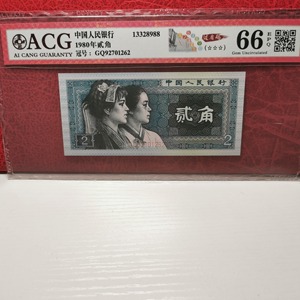 ACG
AI CANG GUARANTY
中国人民银行 13328988
1980年贰角
冠号: GQ92701262
(☆☆☆)
66 EPQ
Gem Uncirculated
中国人民银行
贰角
2
2